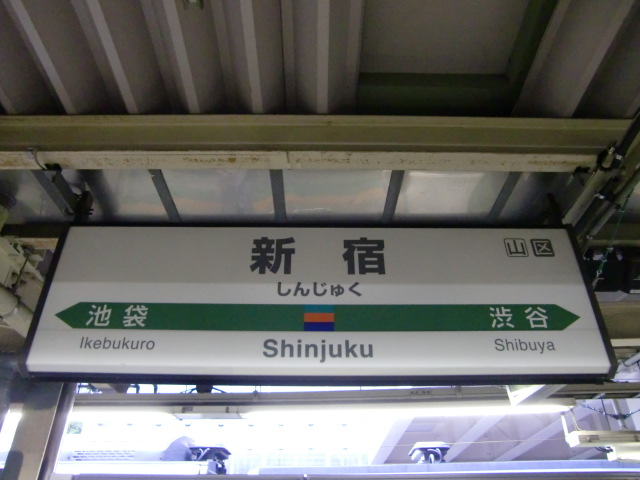 新宿
山 区
しんじゅく
池袋
渋谷
Ikebukuro
Shinjuku
Shibuya